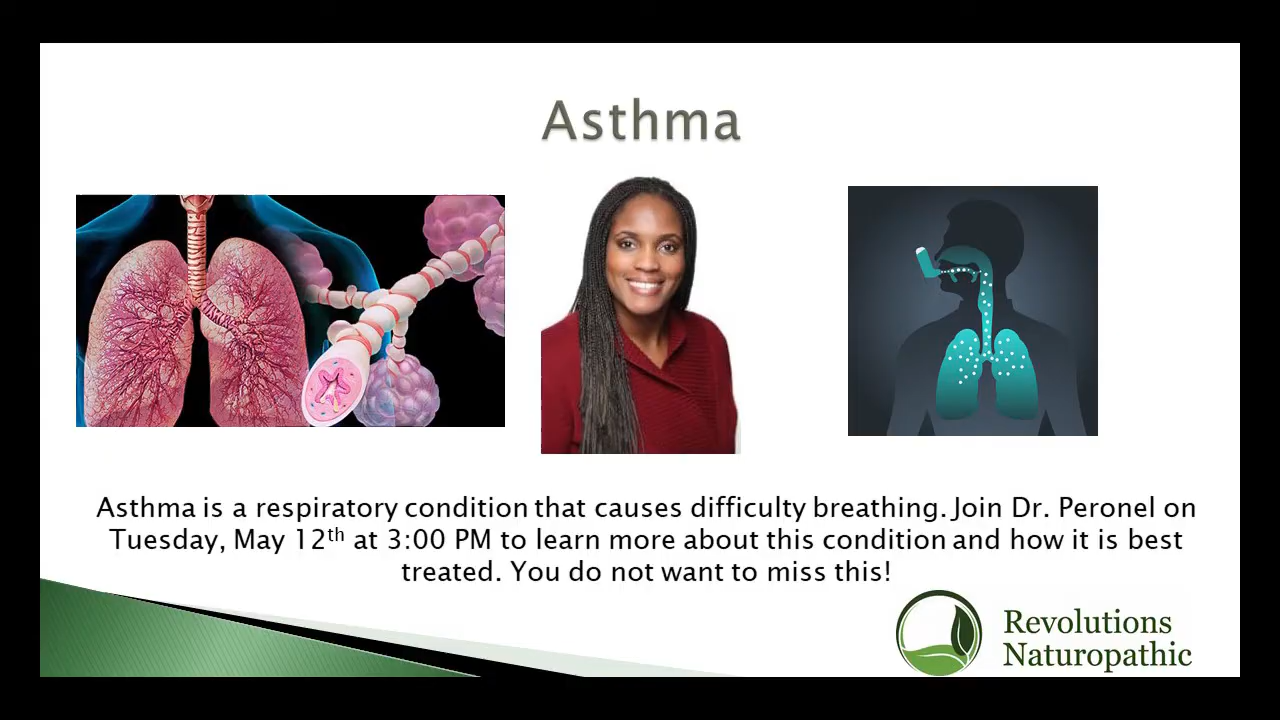 Asthma
Asthma is a respiratory condition that causes difficulty breathing. Join Dr. Peronel on
Tuesday, May 12th at 3:00 PM to learn more about this condition and how it is best
treated. You do not want to miss this!
Revolutions
Naturopathic